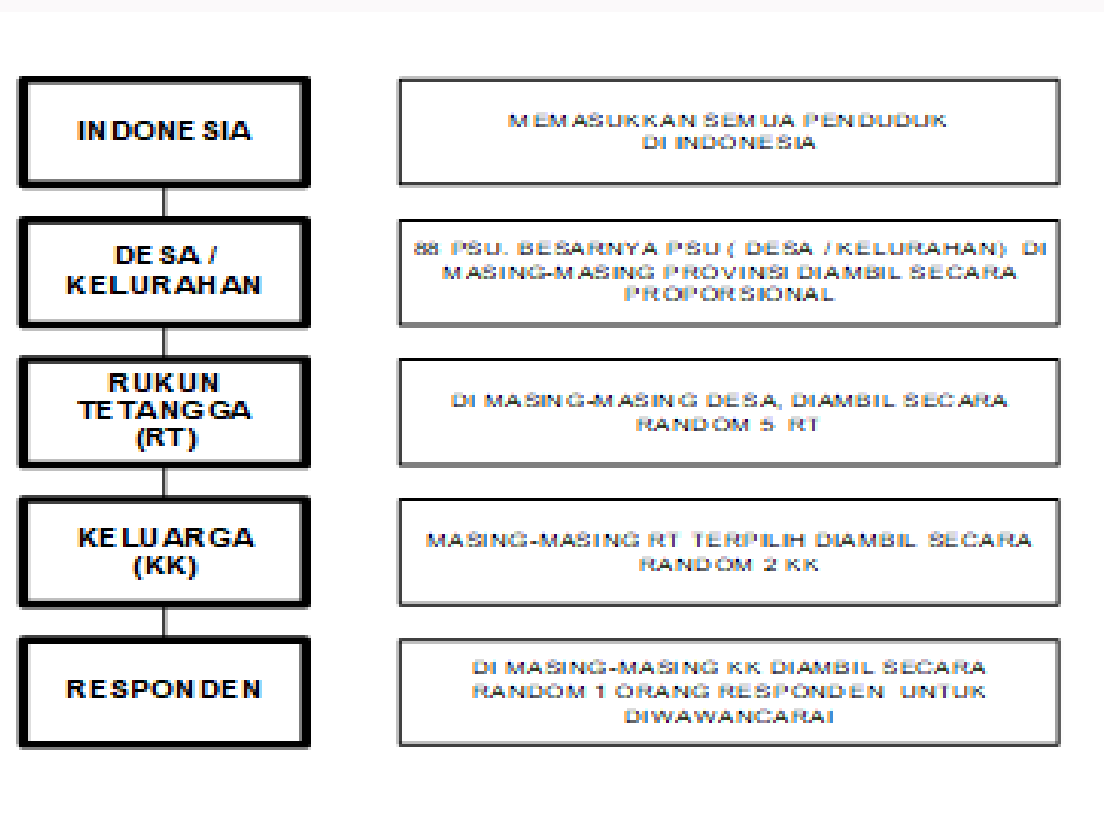 INDONESIA
MEMASUKKAN SEMUA PENDUDUK
DI INDONESIA
DESA /
KELURAHAN
88 PSU. BESARNYA PSU ( DESA / KELURAHAN) DI
MASING-MASING PROVINSI DIAMBIL SECARA
PROPORSIONAL
RUKUN
TETANGGA
(RT)
DI MASING-MASING DESA, DIAMBIL SECARA
RANDOM 5 RT
KELUARGA
(KK)
MASING-MASING RT TERPILIH DIAMBIL SECARA
RANDOM 2 KK
RESPONDEN
DI MASING-MASING KK DIAMBIL SECARA
RANDOM 1 ORANG RESPONDEN UNTUK
DIWAWANCARAI